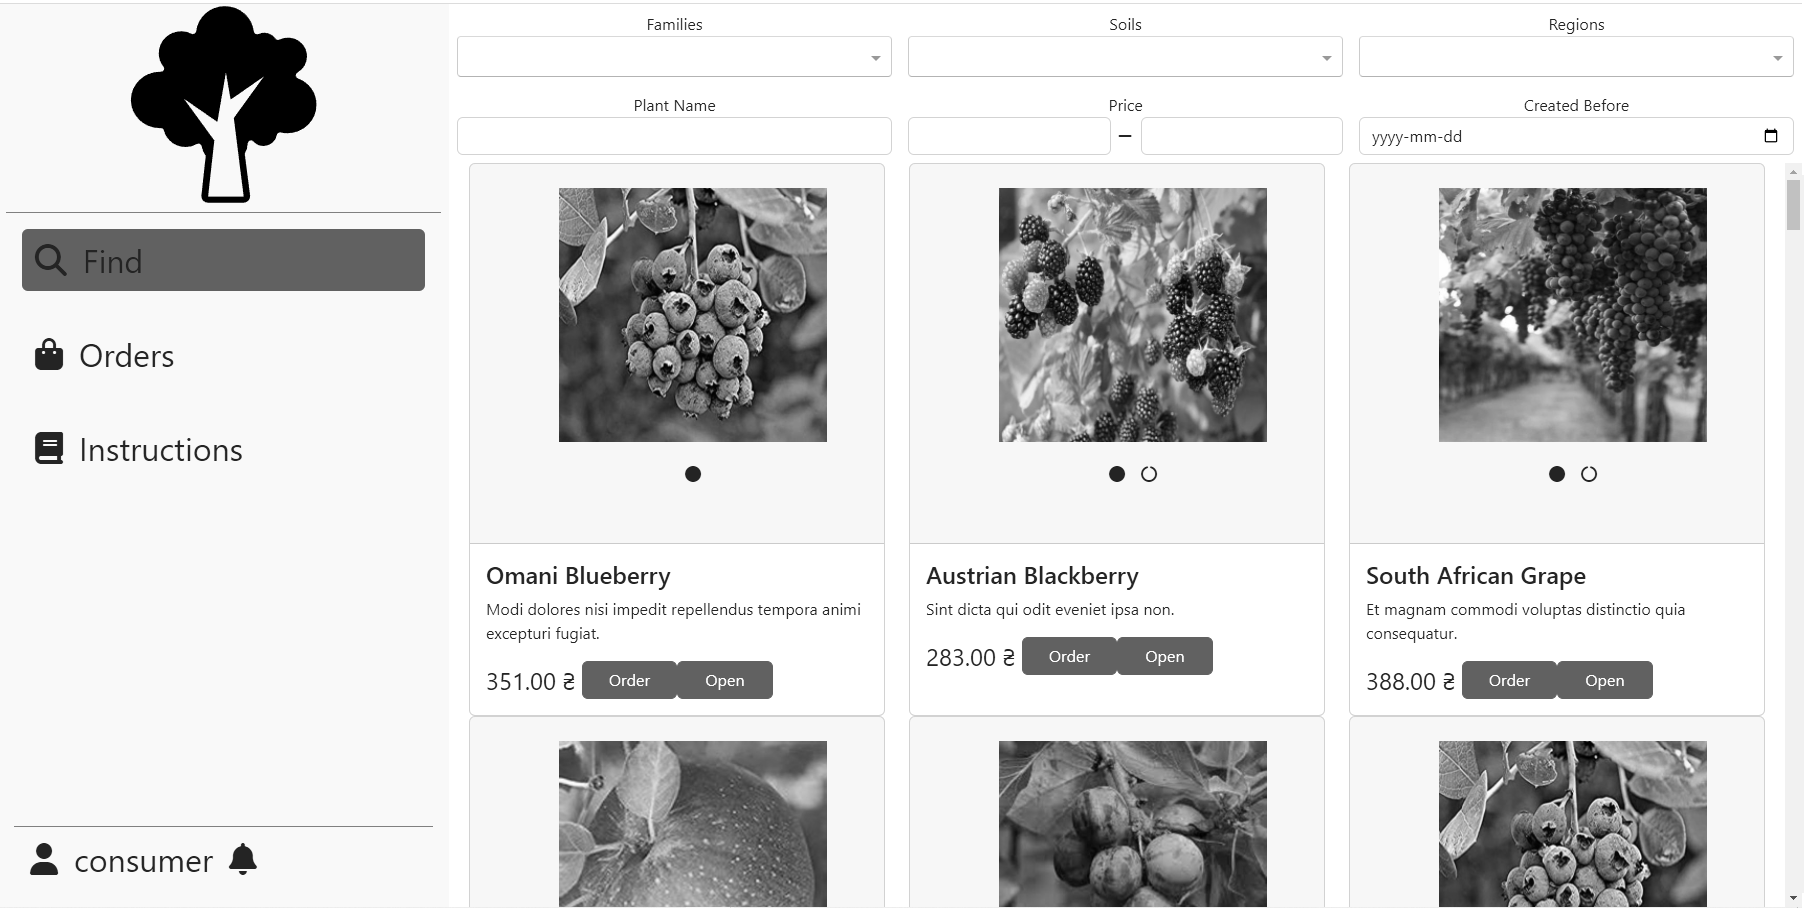 Find
Orders
Instructions
consumer
Families
Soils
Regions
Plant Name
Price
Created Before
–
yyyy-mm-dd
Omani Blueberry
Modi dolores nisi impedit repellendus tempora animi
excepturi fugiat.
351.00 ₴
Order
Open
Austrian Blackberry
Sint dicta qui odit eveniet ipsa non.
283.00 ₴
Order
Open
South African Grape
Et magnam commodi voluptas distinctio quia
consequatur.
388.00 ₴
Order
Open